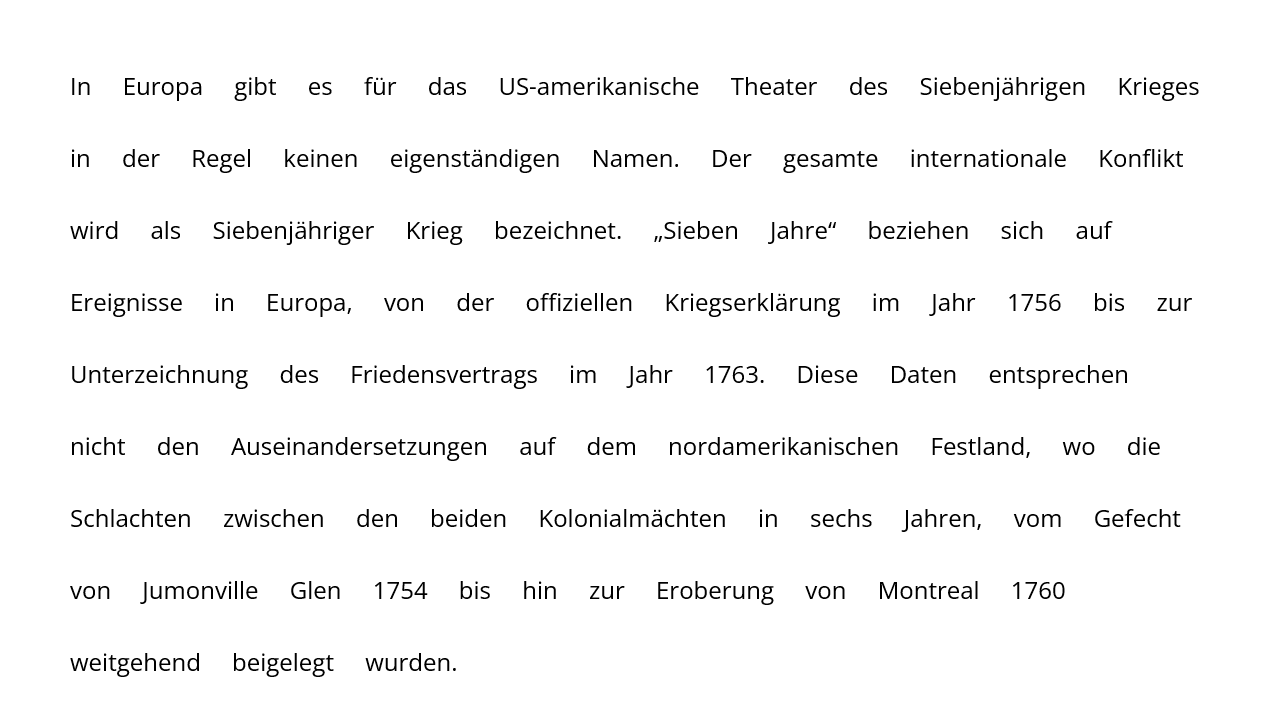 In Europa gibt es für das US-amerikanische Theater des Siebenjährigen Krieges
in der Regel keinen eigenständigen Namen. Der gesamte internationale Konflikt
wird als Siebenjähriger Krieg bezeichnet. „Sieben Jahre“ beziehen sich auf
Ereignisse in Europa, von der offiziellen Kriegserklärung im Jahr 1756 bis zur
Unterzeichnung des Friedensvertrags im Jahr 1763. Diese Daten entsprechen
nicht den Auseinandersetzungen auf dem nordamerikanischen Festland, wo die
Schlachten zwischen den beiden Kolonialmächten in sechs Jahren, vom Gefecht
von Jumonville Glen 1754 bis hin zur Eroberung von Montreal 1760
weitgehend beigelegt wurden.